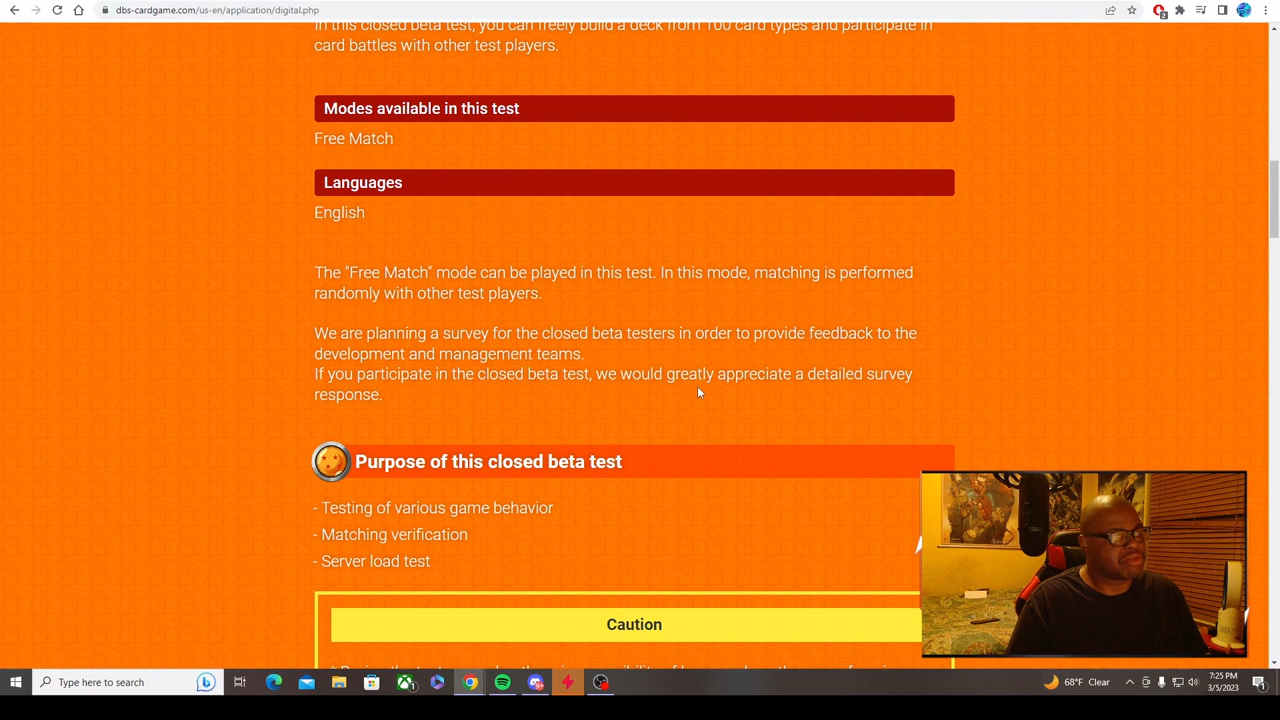 dbs-cardgame.com/us-en/application/digital.php
2
In this closed beta test, you can freely build a deck from 100 card types and participate in
card battles with other test players.
Modes available in this test
Free Match
Languages
English
The "Free Match" mode can be played in this test. In this mode, matching is performed
randomly with other test players.
We are planning a survey for the closed beta testers in order to provide feedback to the
development and management teams.
If you participate in the closed beta test, we would greatly appreciate a detailed survey
response.
Purpose of this closed beta test
- Testing of various game behavior
- Matching verification
- Server load test
Caution
Type here to search
68°F Clear
7:25 PM
3/5/2023